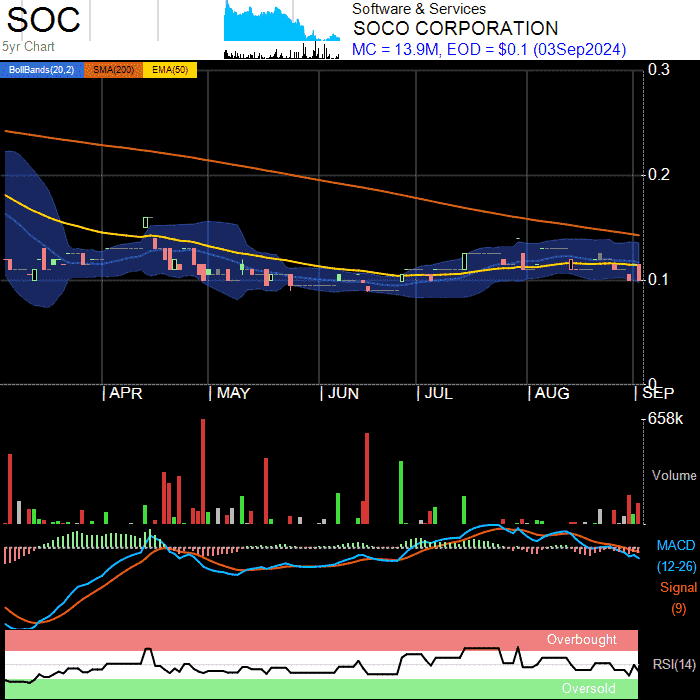 SOC
5yr Chart
Software & Services
SOCO CORPORATION
MC = 13.9M, EOD = $0.1 (03Sep2024)
BollBands(20,2) SMA(200) EMA(50)
0.3
0.2
0.1
0
APR MAY JUN JUL AUG SEP
658k
Volume
MACD
(12-26)
Signal
(9)
Overbought
RSI(14)
Oversold